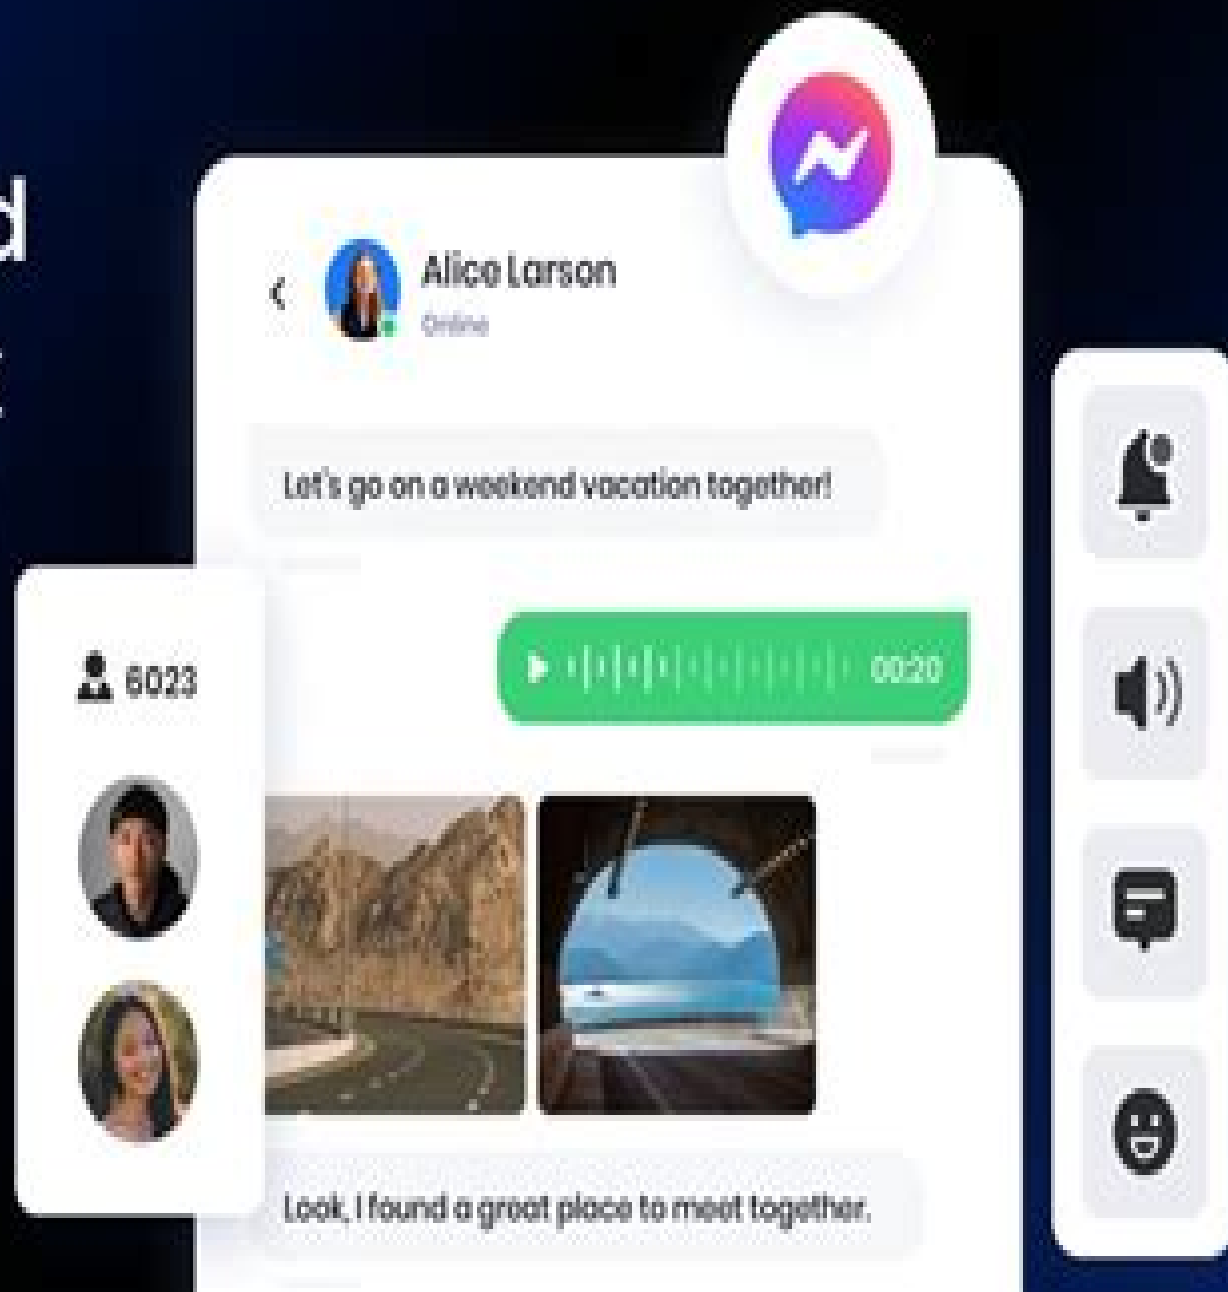 d
Alice Larson
Online
Let's go on a weekend vacation together!
00:20
6023
Look, I found a great place to meet together.